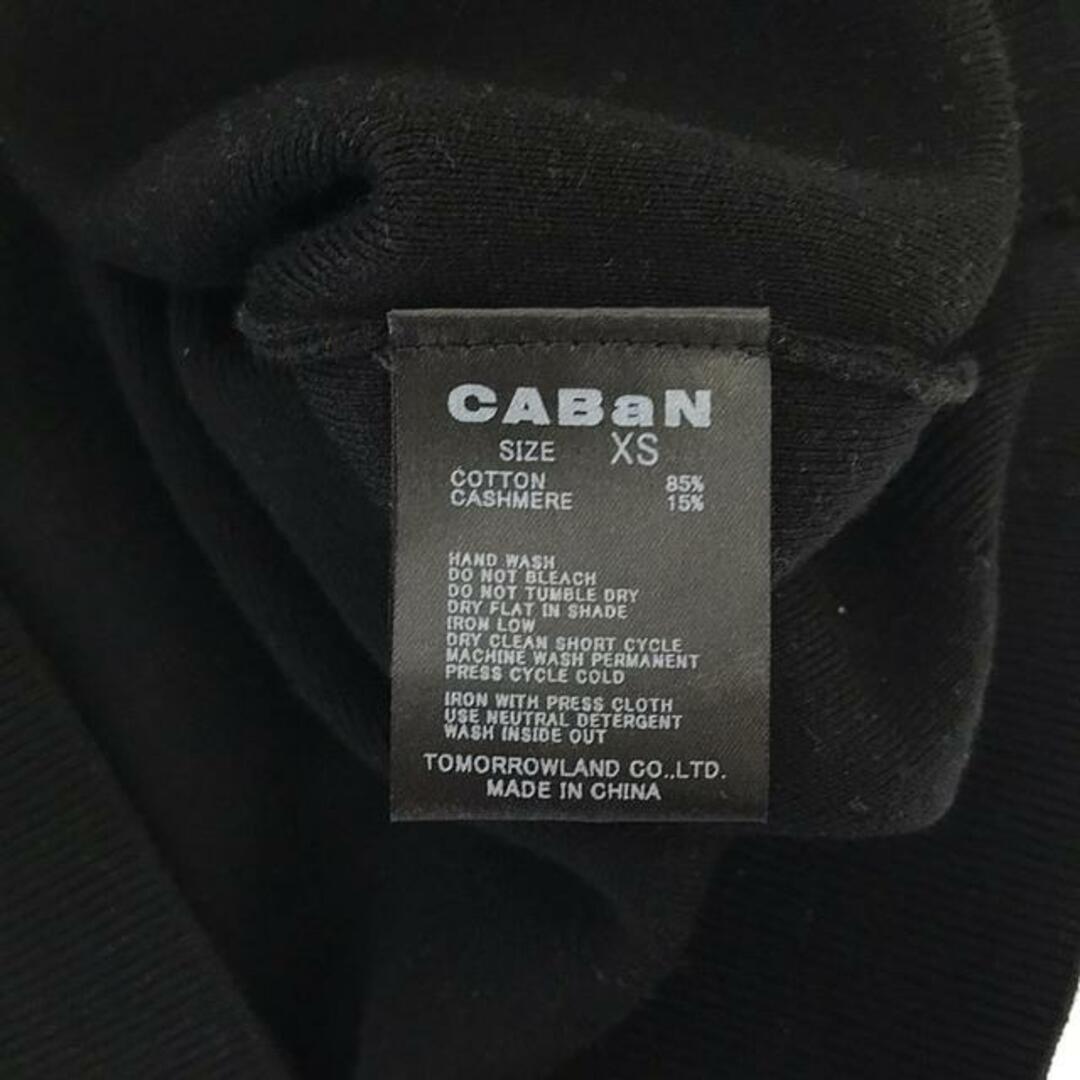 CABaN
SIZE XS
COTTON 85%
CASHMERE 15%
HAND WASH
DO NOT BLEACH
DO NOT TUMBLE DRY
DRY FLAT IN SHADE
IRON LOW
DRY CLEAN SHORT CYCLE
MACHINE WASH PERMANENT
PRESS CYCLE COLD
IRON WITH PRESS CLOTH
USE NEUTRAL DETERGENT
WASH INSIDE OUT
TOMORROWLAND CO.,LTD.
MADE IN CHINA